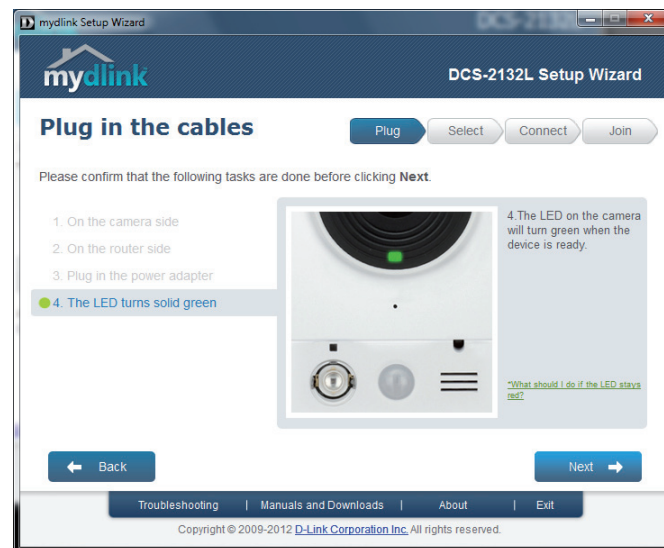 mydlink Setup Wizard
mydlink
DCS-2132L Setup Wizard
Plug in the cables
Plug
Select
Connect
Join
Please confirm that the following tasks are done before clicking Next.
1. On the camera side
2. On the router side
3. Plug in the power adapter
4. The LED turns solid green
4.The LED on the camera
will turn green when the
device is ready.
*What should I do if the LED stays
red?
Back
Next
Troubleshooting | Manuals and Downloads | About | Exit
Copyright © 2009-2012 D-Link Corporation Inc. All rights reserved.